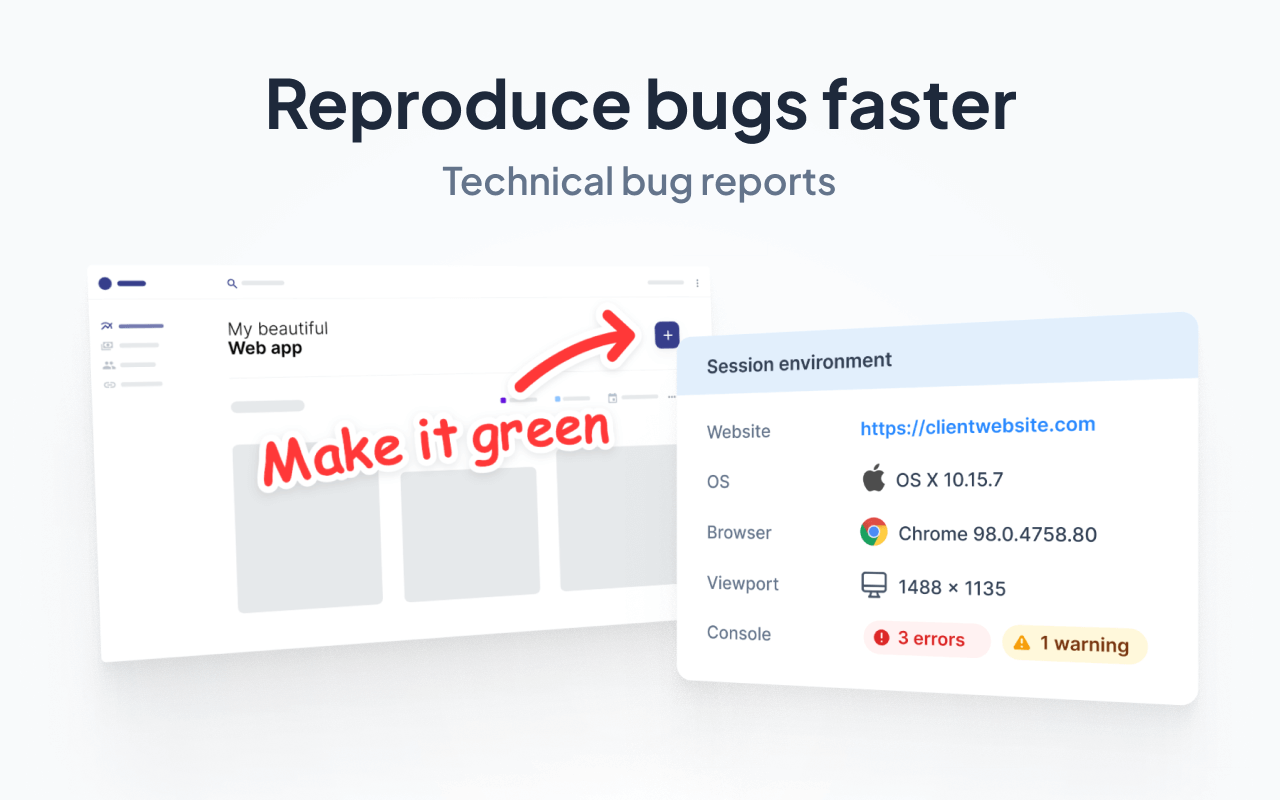 Reproduce bugs faster
Technical bug reports
My beautiful
Web app
Make it green
Session environment
Website https://clientwebsite.com
OS OS X 10.15.7
Browser Chrome 98.0.4758.80
Viewport 1488 × 1135
Console 3 errors 1 warning